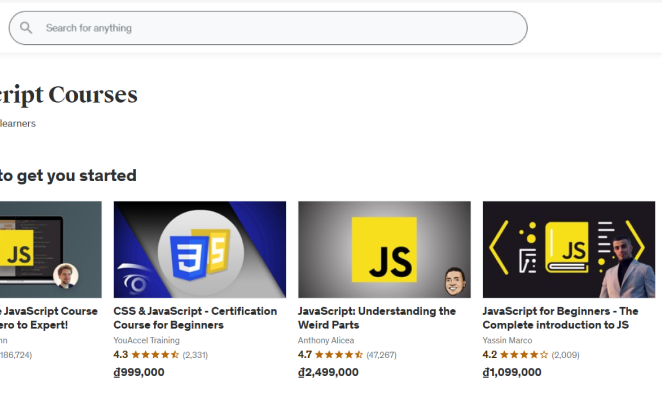 Search for anything
cript Courses
learners
to get you started
JS
3
5
JS
JS
e JavaScript Course
ero to Expert!
nn
186,724)
CSS & JavaScript - Certification
Course for Beginners
YouAccel Training
4.3 (2,331)
₫999,000
JavaScript: Understanding the
Weird Parts
Anthony Alicea
4.7 (47,267)
₫2,499,000
JavaScript for Beginners - The
Complete introduction to JS
Yassin Marco
4.2 (2,009)
₫1,099,000